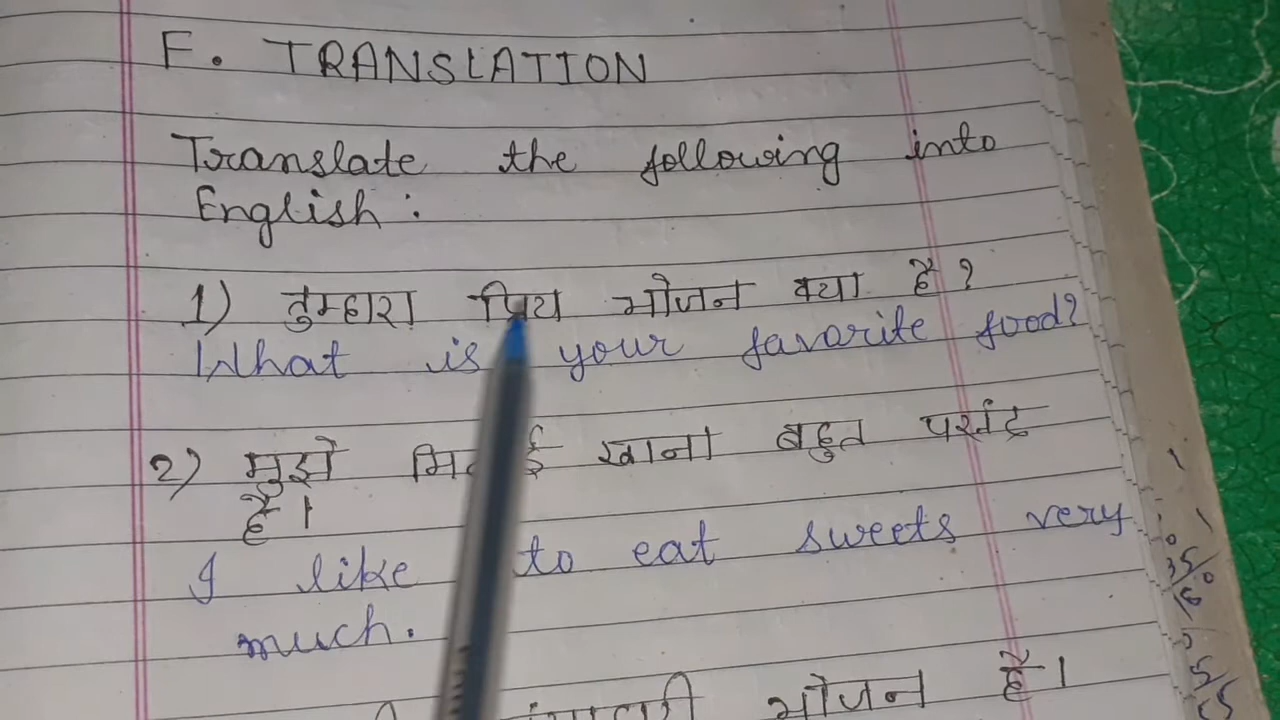 F. TRANSLATION
Translate the following into
English:
1) तुम्हारा प्रिय भोजन क्या है?
What is your favorite food?
2) मुझे खाना बहुत पसंद
है।
I like to eat sweets very
much.
भोजन है।